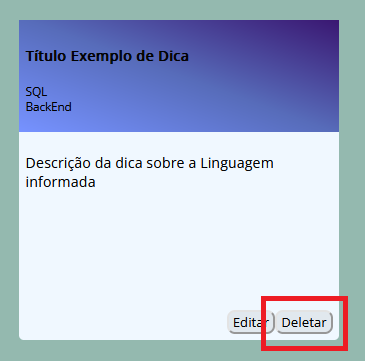 Título Exemplo de Dica
SQL
BackEnd
Descrição da dica sobre a Linguagem
informada
Editar Deletar